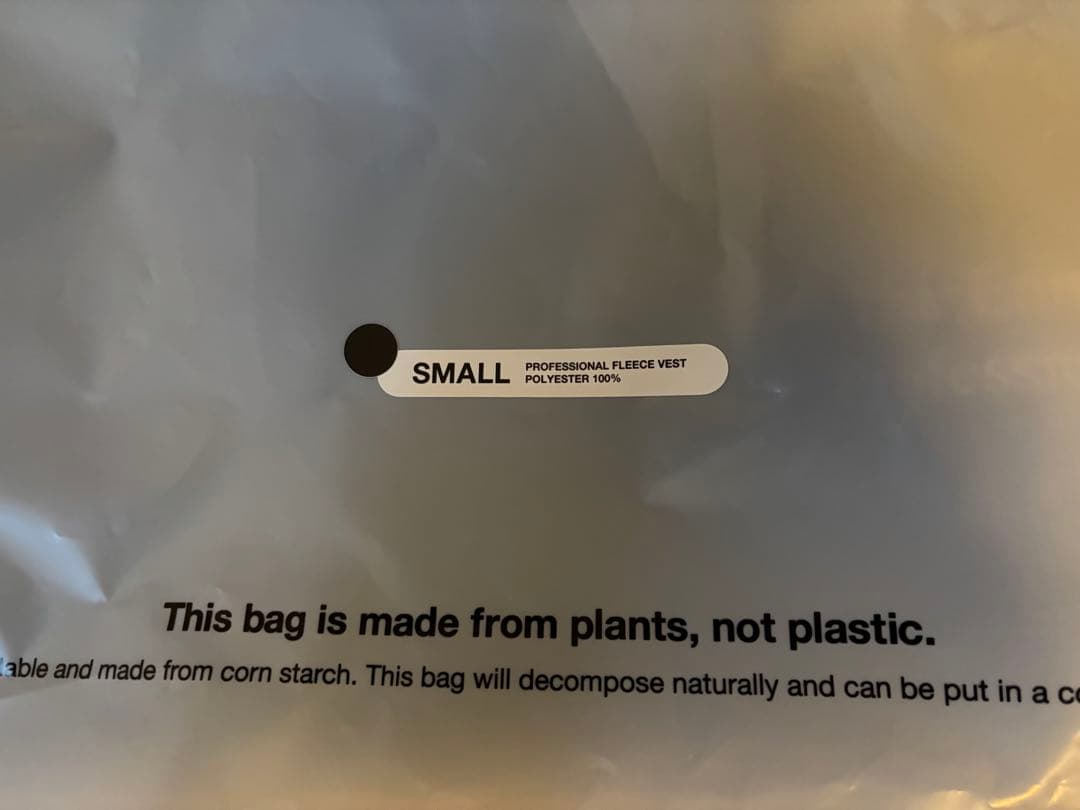 SMALL
PROFESSIONAL FLEECE VEST
POLYESTER 100%
This bag is made from plants, not plastic.
able and made from corn starch. This bag will decompose naturally and can be put in a